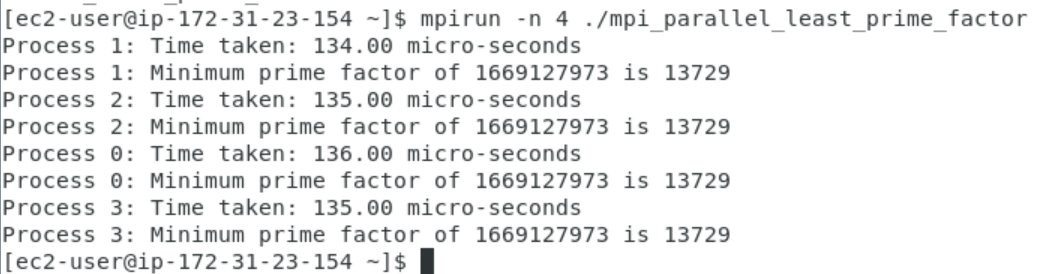 [ec2-user@ip-172-31-23-154 ~]$ mpirun -n 4 ./mpi_parallel_least_prime_factor
Process 1: Time taken: 134.00 micro-seconds
Process 1: Minimum prime factor of 1669127973 is 13729
Process 2: Time taken: 135.00 micro-seconds
Process 2: Minimum prime factor of 1669127973 is 13729
Process 0: Time taken: 136.00 micro-seconds
Process 0: Minimum prime factor of 1669127973 is 13729
Process 3: Time taken: 135.00 micro-seconds
Process 3: Minimum prime factor of 1669127973 is 13729
[ec2-user@ip-172-31-23-154 ~]$